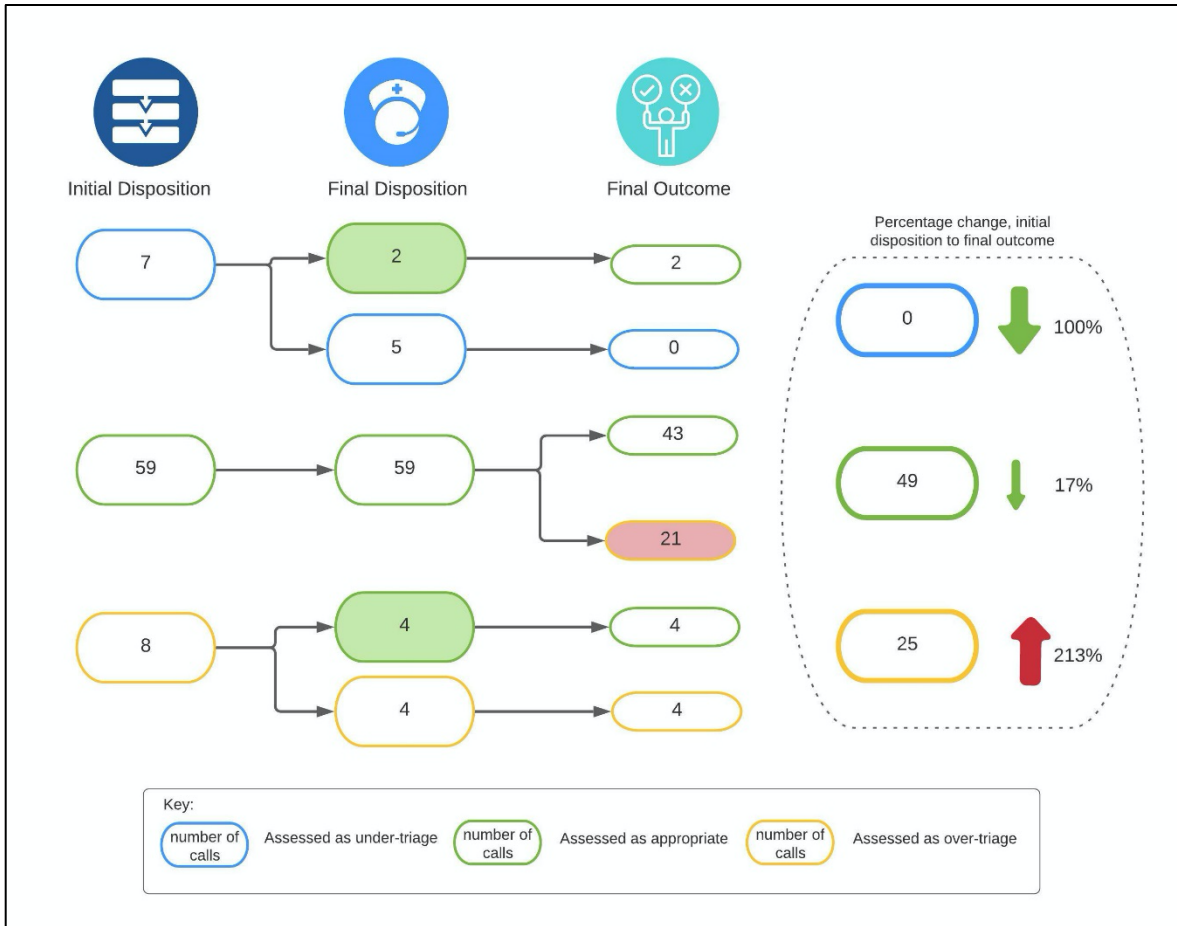 Initial Disposition
Final Disposition
Final Outcome
Percentage change, initial
disposition to final outcome
7
2
2
0
100%
5
0
59
59
43
49
17%
21
8
4
4
25
213%
4
4
Key:
number of
calls
Assessed as under-triage
number of
calls
Assessed as appropriate
number of
calls
Assessed as over-triage